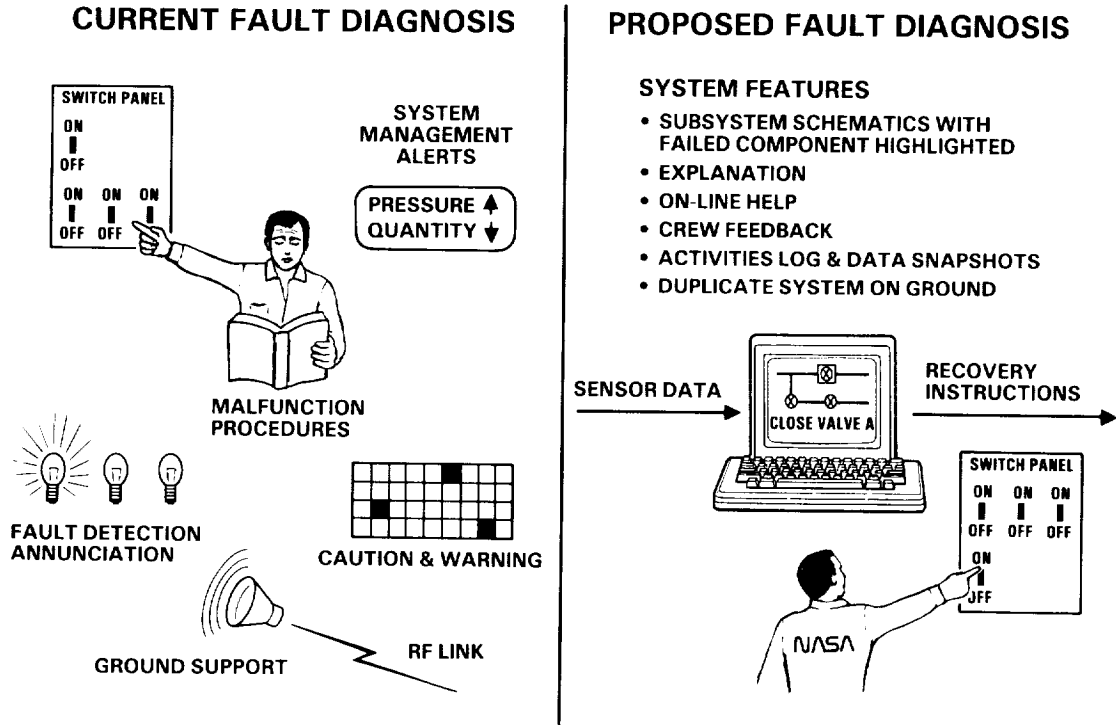 CURRENT FAULT DIAGNOSIS
SWITCH PANEL
ON
OFF
ON ON ON
OFF OFF
SYSTEM
MANAGEMENT
ALERTS
PRESSURE ↑
QUANTITY ↓
MALFUNCTION
PROCEDURES
FAULT DETECTION
ANNUNCIATION
CAUTION & WARNING
GROUND SUPPORT
RF LINK
PROPOSED FAULT DIAGNOSIS
SYSTEM FEATURES
• SUBSYSTEM SCHEMATICS WITH
FAILED COMPONENT HIGHLIGHTED
• EXPLANATION
• ON-LINE HELP
• CREW FEEDBACK
• ACTIVITIES LOG & DATA SNAPSHOTS
• DUPLICATE SYSTEM ON GROUND
SENSOR DATA
CLOSE VALVE A
RECOVERY
INSTRUCTIONS
SWITCH PANEL
ON ON ON
OFF OFF OFF
ON
OFF
NASA